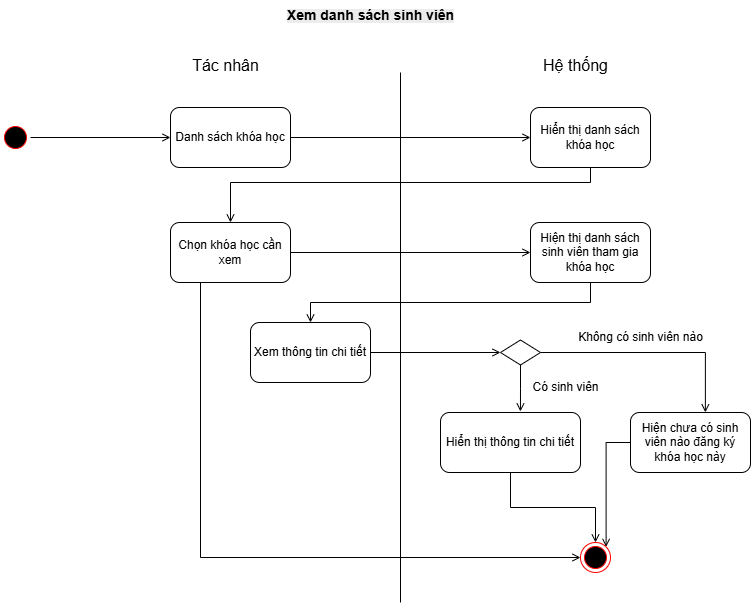 Xem danh sách sinh viên
Tác nhân
Hệ thống
Danh sách khóa học
Hiển thị danh sách
khóa học
Chọn khóa học cần
xem
Hiện thị danh sách
sinh viên tham gia
khóa học
Xem thông tin chi tiết
Không có sinh viên nào
Có sinh viên
Hiển thị thông tin chi tiết
Hiện chưa có sinh
viên nào đăng ký
khóa học này